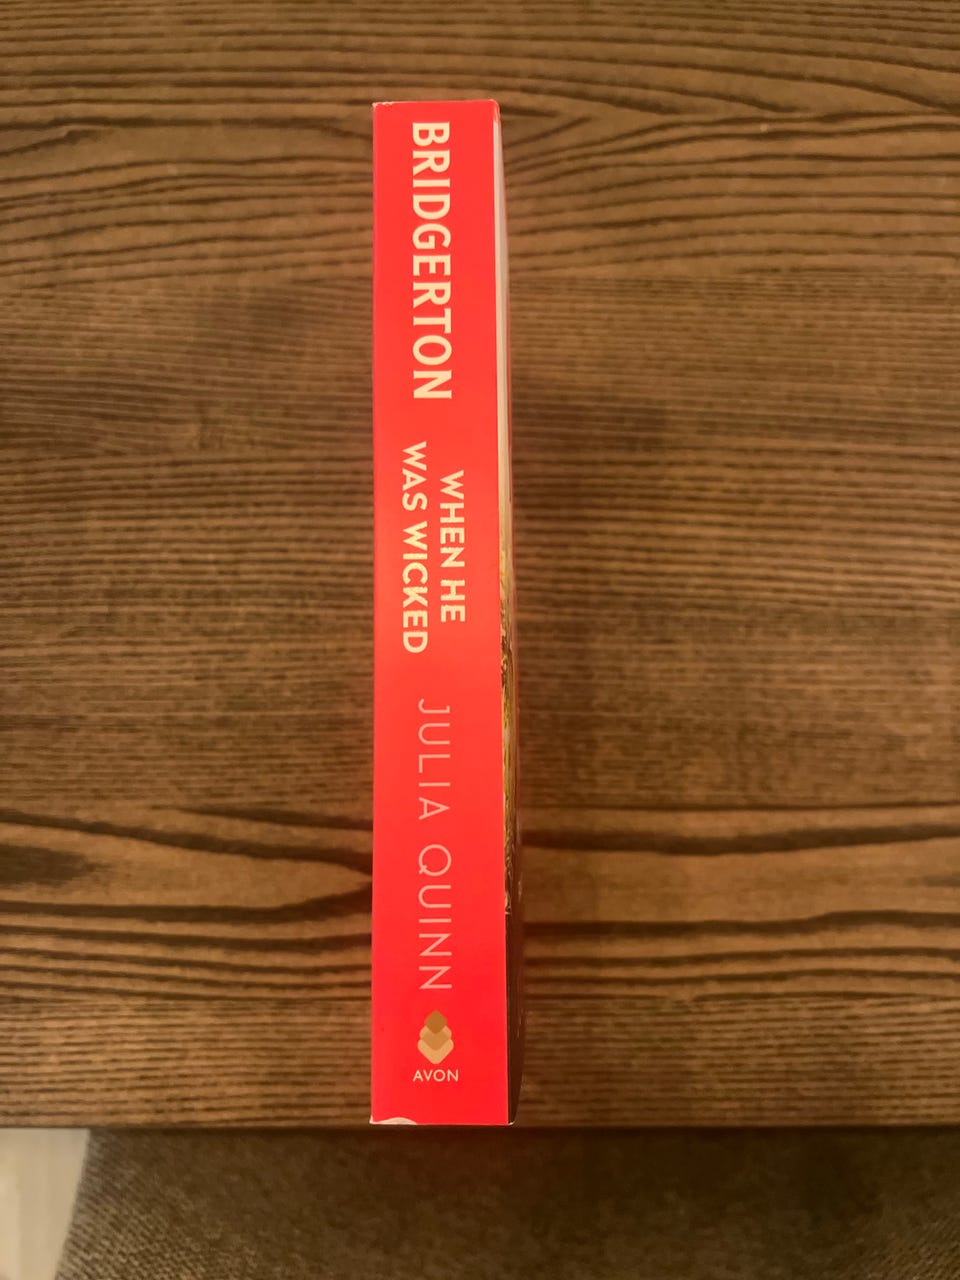 BRIDGERTON
WHEN HE
WAS WICKED
JULIA QUINN
AVON